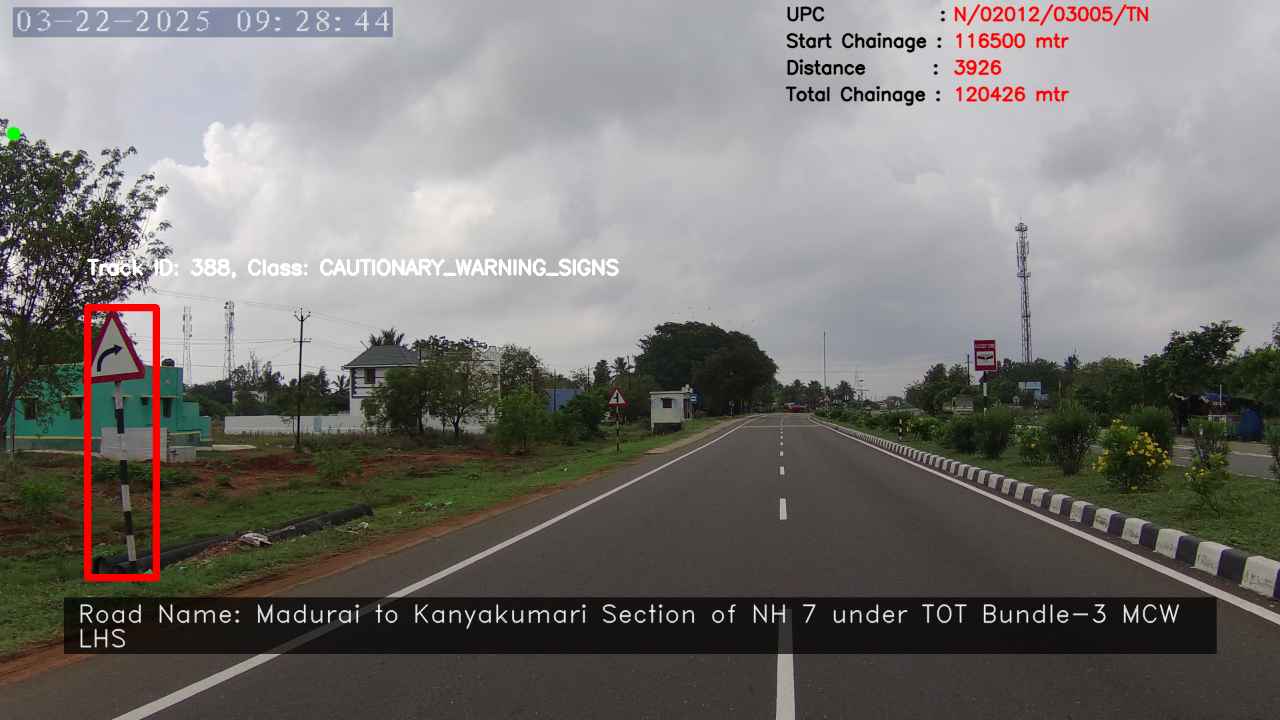 03-22-2025 09:28:44
UPC : N/02012/03005/TN
Start Chainage : 116500 mtr
Distance : 3926
Total Chainage : 120426 mtr
Track ID: 388, Class: CAUTIONARY_WARNING_SIGNS
Road Name: Madurai to Kanyakumari Section of NH 7 under TOT Bundle-3 MCW
LHS